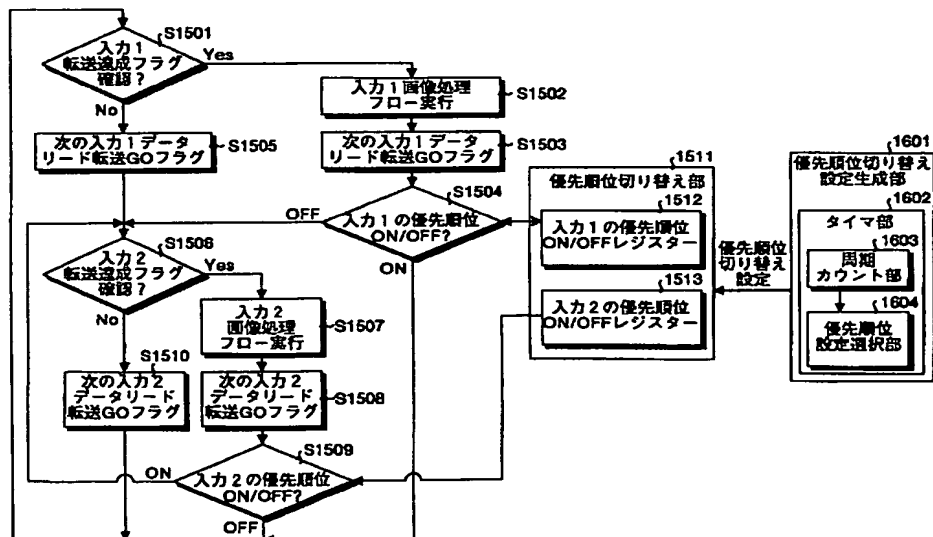 入力1
転送達成フラグ
確認?
S1501
Yes
No
入力1画像処理
フロー実行
S1502
次の入力1データ
リード転送GOフラグ
S1505
次の入力1データ
リード転送GOフラグ
S1503
入力1の優先順位
ON/OFF?
S1504
OFF
ON
入力2
転送達成フラグ
確認?
S1508
Yes
No
入力2
画像処理
フロー実行
S1507
次の入力2
データリード
転送GOフラグ
S1510
次の入力2
データリード
転送GOフラグ
S1508
入力2の優先順位
ON/OFF?
S1509
ON
OFF
1511
優先順位切り替え部
1512
入力1の優先順位
ON/OFFレジスター
1513
入力2の優先順位
ON/OFFレジスター
優先順位
切り替え
設定
1601
優先順位切り替え
設定生成部
1602
タイマ部
1603
周期
カウント部
1604
優先順位
設定選択部